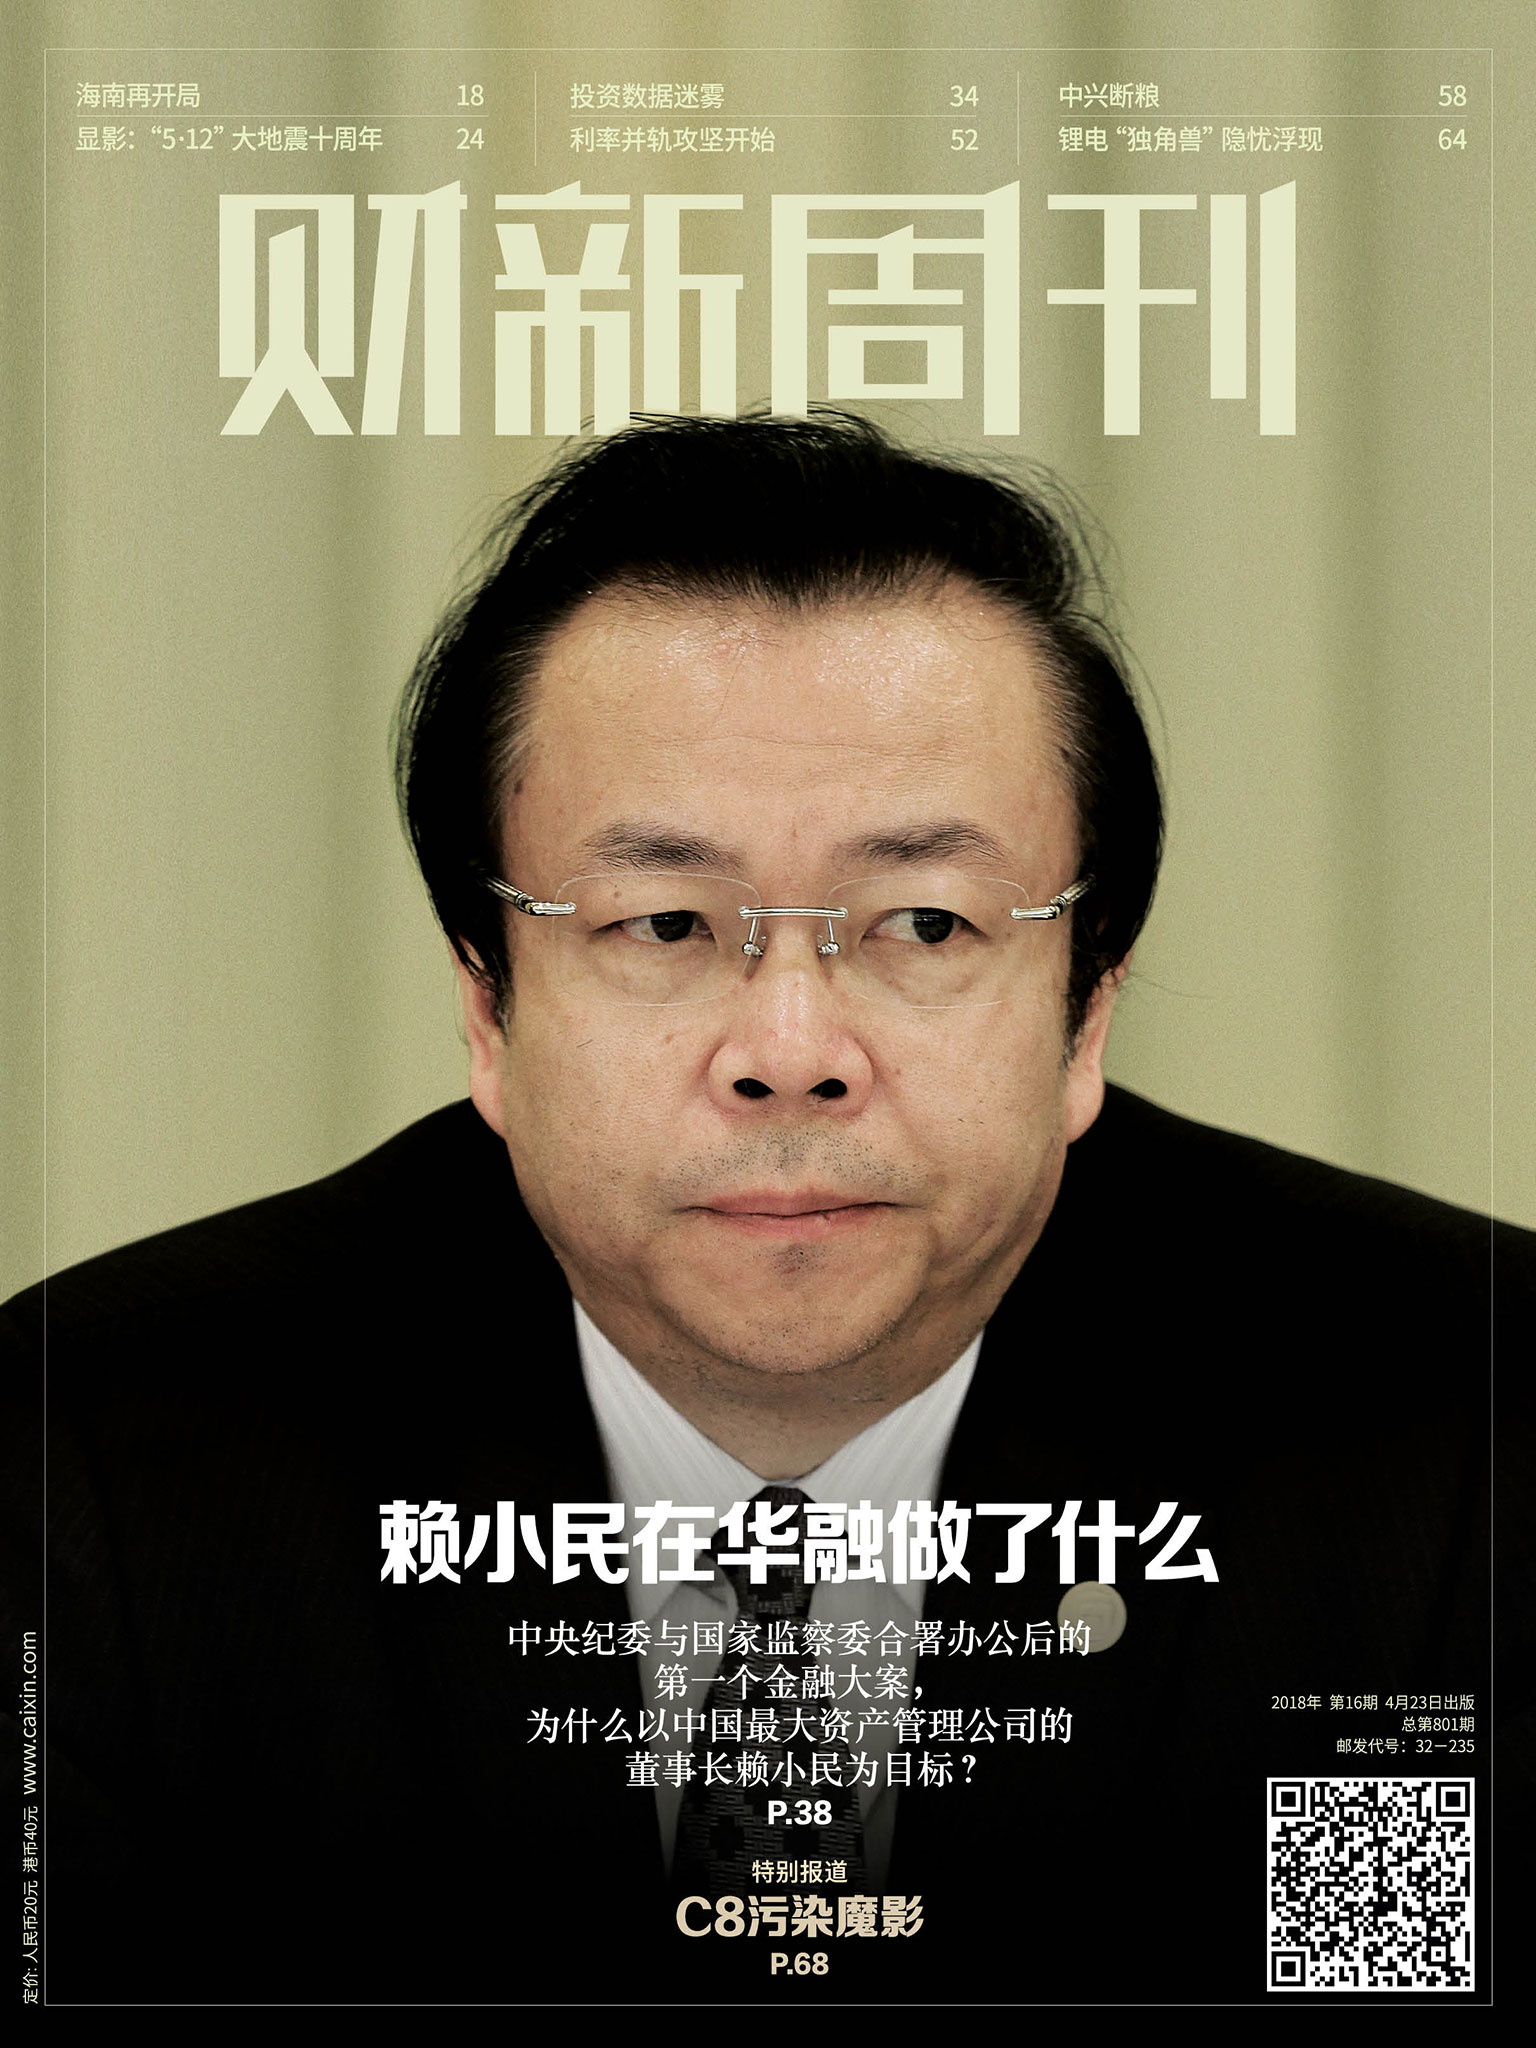 海南再开局 18
显影：“5·12”大地震十周年 24
投资数据迷雾 34
利率并轨攻坚开始 52
中兴断粮 58
锂电“独角兽”隐忧浮现 64
财新周刊
赖小民在华融做了什么
中央纪委与国家监察委合署办公后的
第一个金融大案，
为什么以中国最大资产管理公司的
董事长赖小民为目标？
P.38
特别报道
C8污染魔影
P.68
2018年 第16期 4月23日出版
总第801期
邮发代号：32－235
定价: 人民币20元 港币40元 www.caixin.com